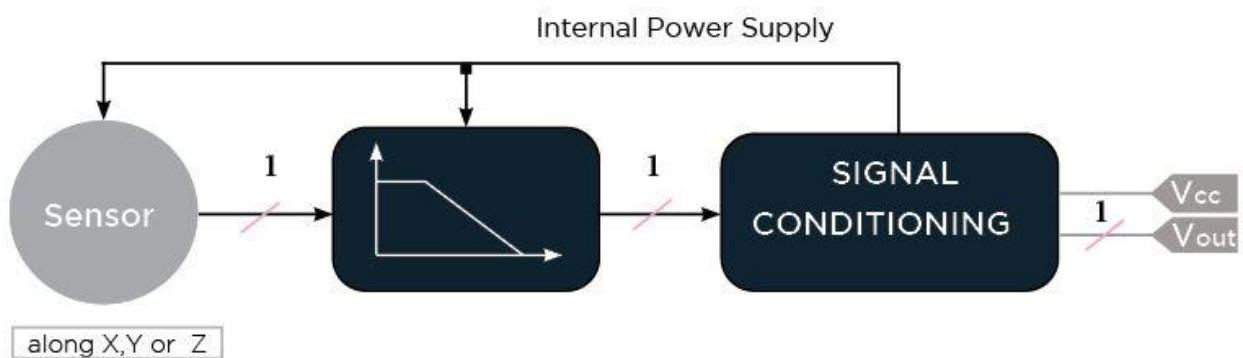 Internal Power Supply
1
1
SIGNAL
CONDITIONING
Sensor
1
Vcc
Vout
along X,Y or Z